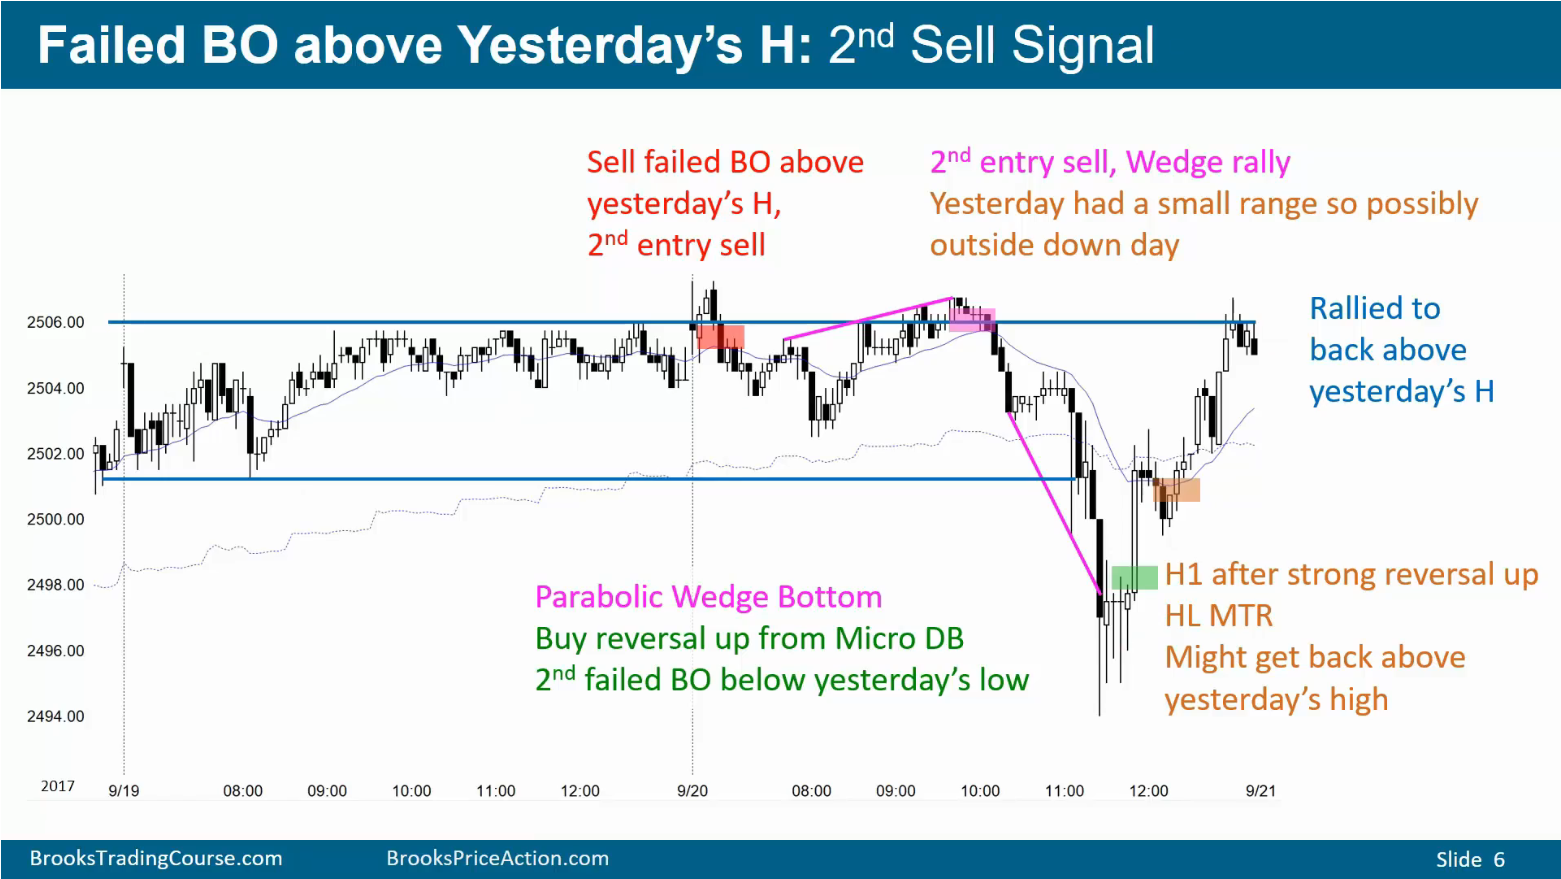 Failed BO above Yesterday's H: 2nd Sell Signal
Sell failed BO above
yesterday's H,
2nd entry sell
2nd entry sell, Wedge rally
Yesterday had a small range so possibly
outside down day
Rallied to
back above
yesterday's H
2506.00
2504.00
2502.00
2500.00
2498.00
2496.00
2494.00
Parabolic Wedge Bottom
Buy reversal up from Micro DB
2nd failed BO below yesterday's low
H1 after strong reversal up
HL MTR
Might get back above
yesterday's high
2017 9/19 08:00 09:00 10:00 11:00 12:00 9/20 08:00 09:00 10:00 11:00 12:00 9/21
BrooksTradingCourse.com BrooksPriceAction.com Slide 6